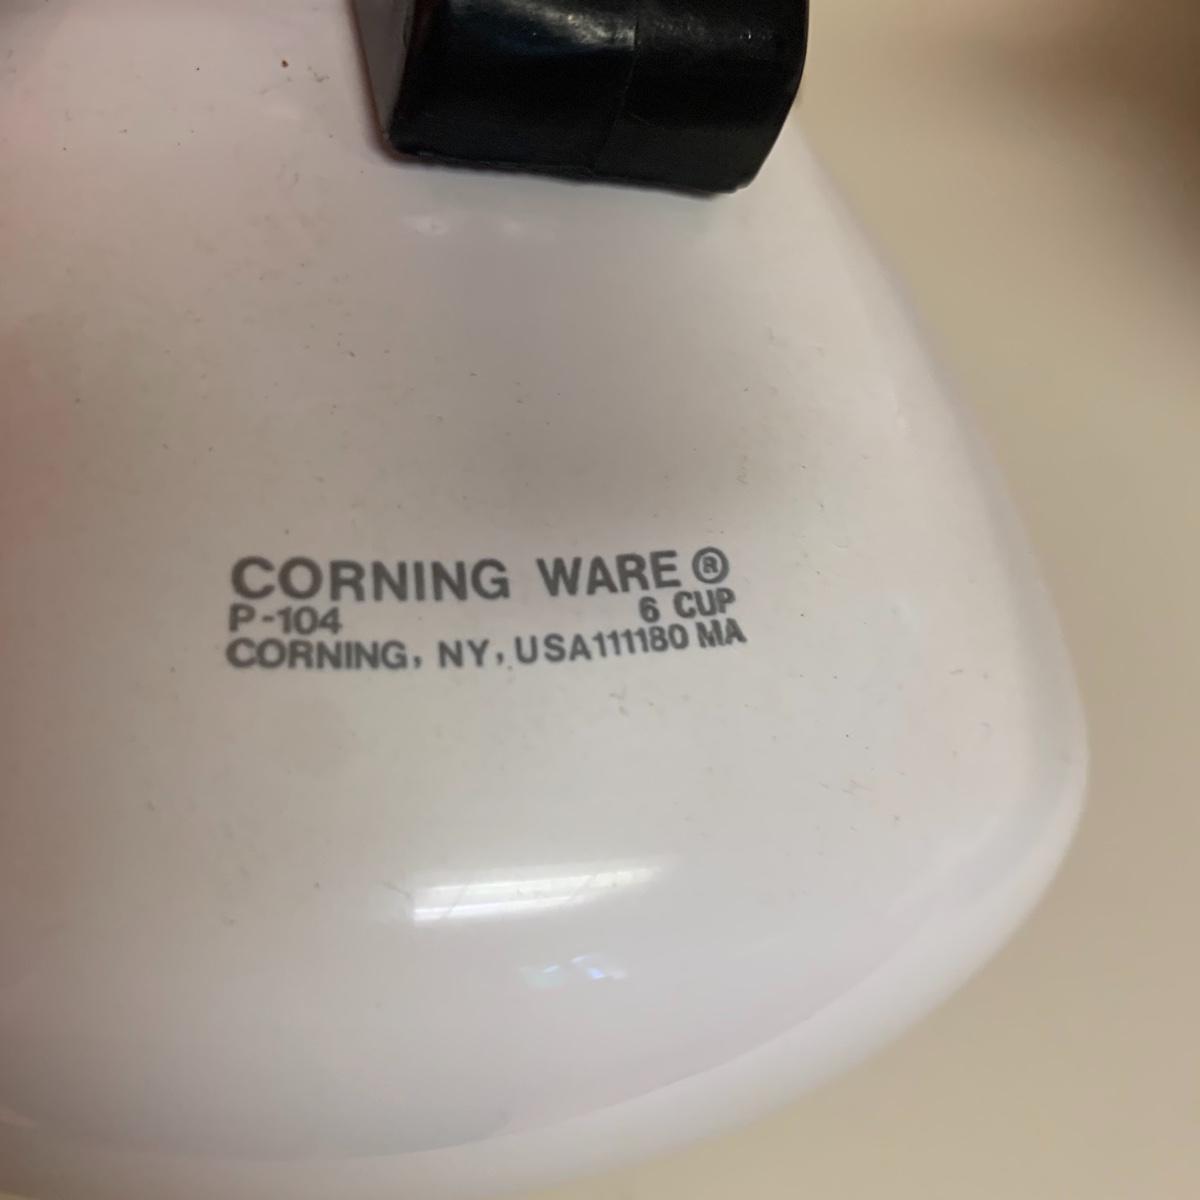 CORNING WARE ®
P-104 6 CUP
CORNING, NY, USA111180 MA